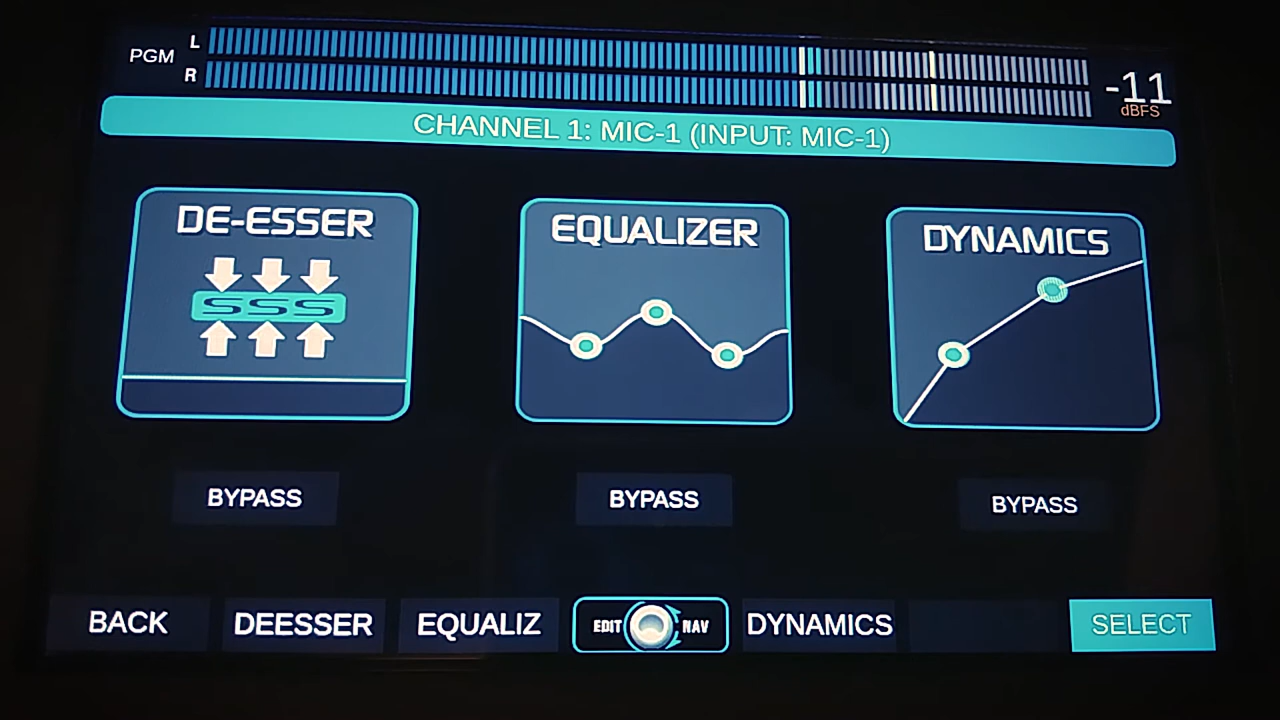 PGM L
R
-11
dBFS
CHANNEL 1: MIC-1 (INPUT: MIC-1)
DE-ESSER
SSS
EQUALIZER
DYNAMICS
BYPASS BYPASS BYPASS
BACK DEESSER EQUALIZ EDIT NAV DYNAMICS SELECT